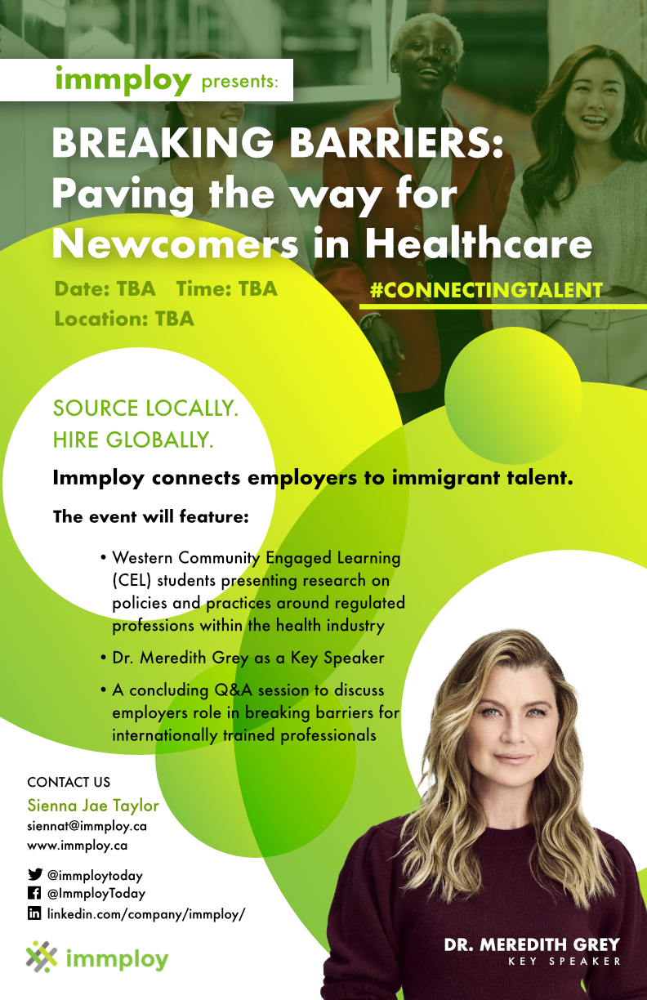 immploy presents:
BREAKING BARRIERS:
Paving the way for
Newcomers in Healthcare
Date: TBA Time: TBA
Location: TBA
#CONNECTINGTALENT
SOURCE LOCALLY.
HIRE GLOBALLY.
Immploy connects employers to immigrant talent.
The event will feature:
• Western Community Engaged Learning
(CEL) students presenting research on
policies and practices around regulated
professions within the health industry
• Dr. Meredith Grey as a Key Speaker
• A concluding Q&A session to discuss
employers role in breaking barriers for
internationally trained professionals
CONTACT US
Sienna Jae Taylor
siennat@immploy.ca
www.immploy.ca
@immploytoday
@ImmployToday
linkedin.com/company/immploy/
immploy
DR. MEREDITH GREY
KEY SPEAKER